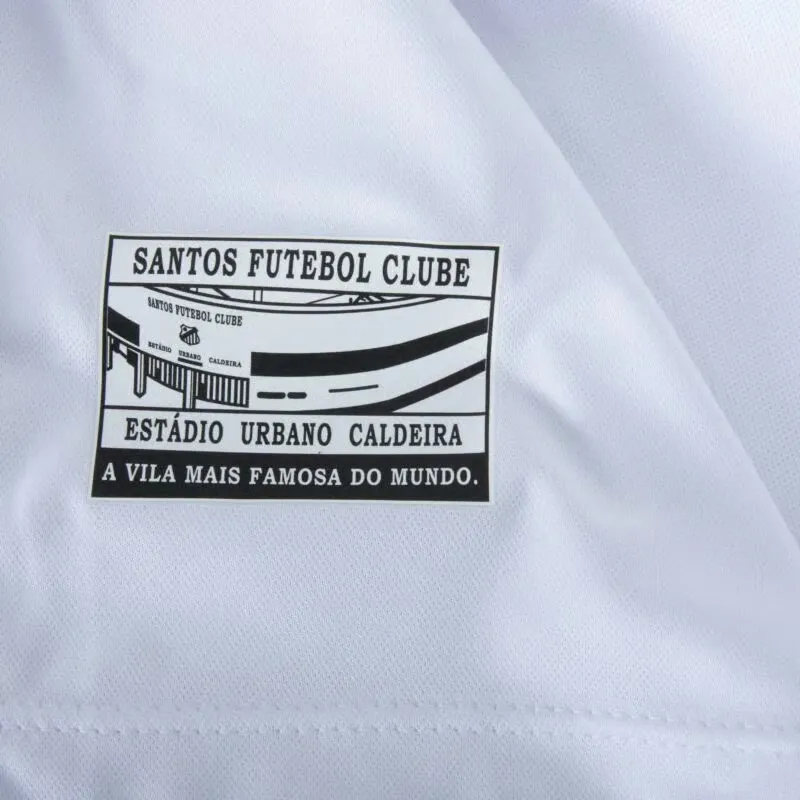 SANTOS FUTEBOL CLUBE
SANTOS FUTEBOL CLUBE
ESTÁDIO URBANO CALDEIRA
ESTÁDIO URBANO CALDEIRA
A VILA MAIS FAMOSA DO MUNDO.